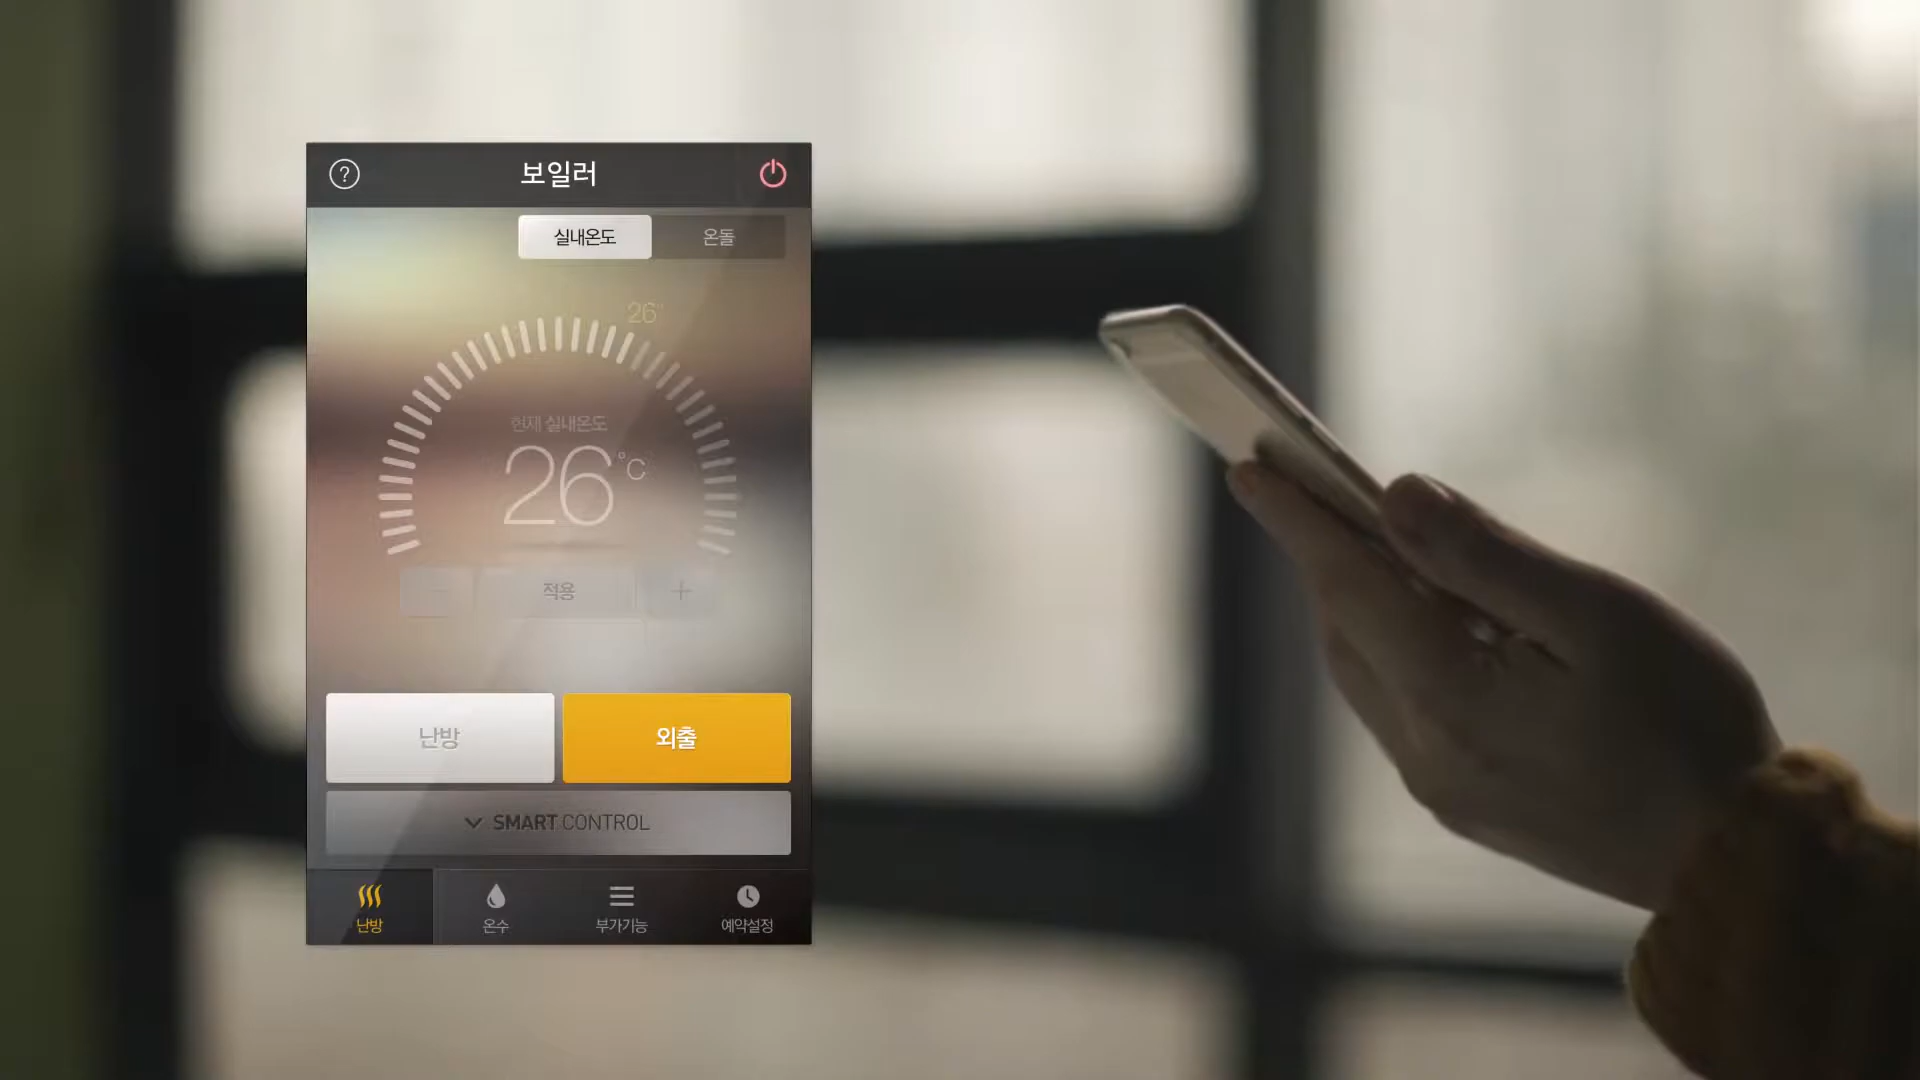 ?
보일러
실내온도
온돌
26°
현재 실내온도
26°C
적용
난방
외출
SMART CONTROL
난방
온수
부가기능
예약설정